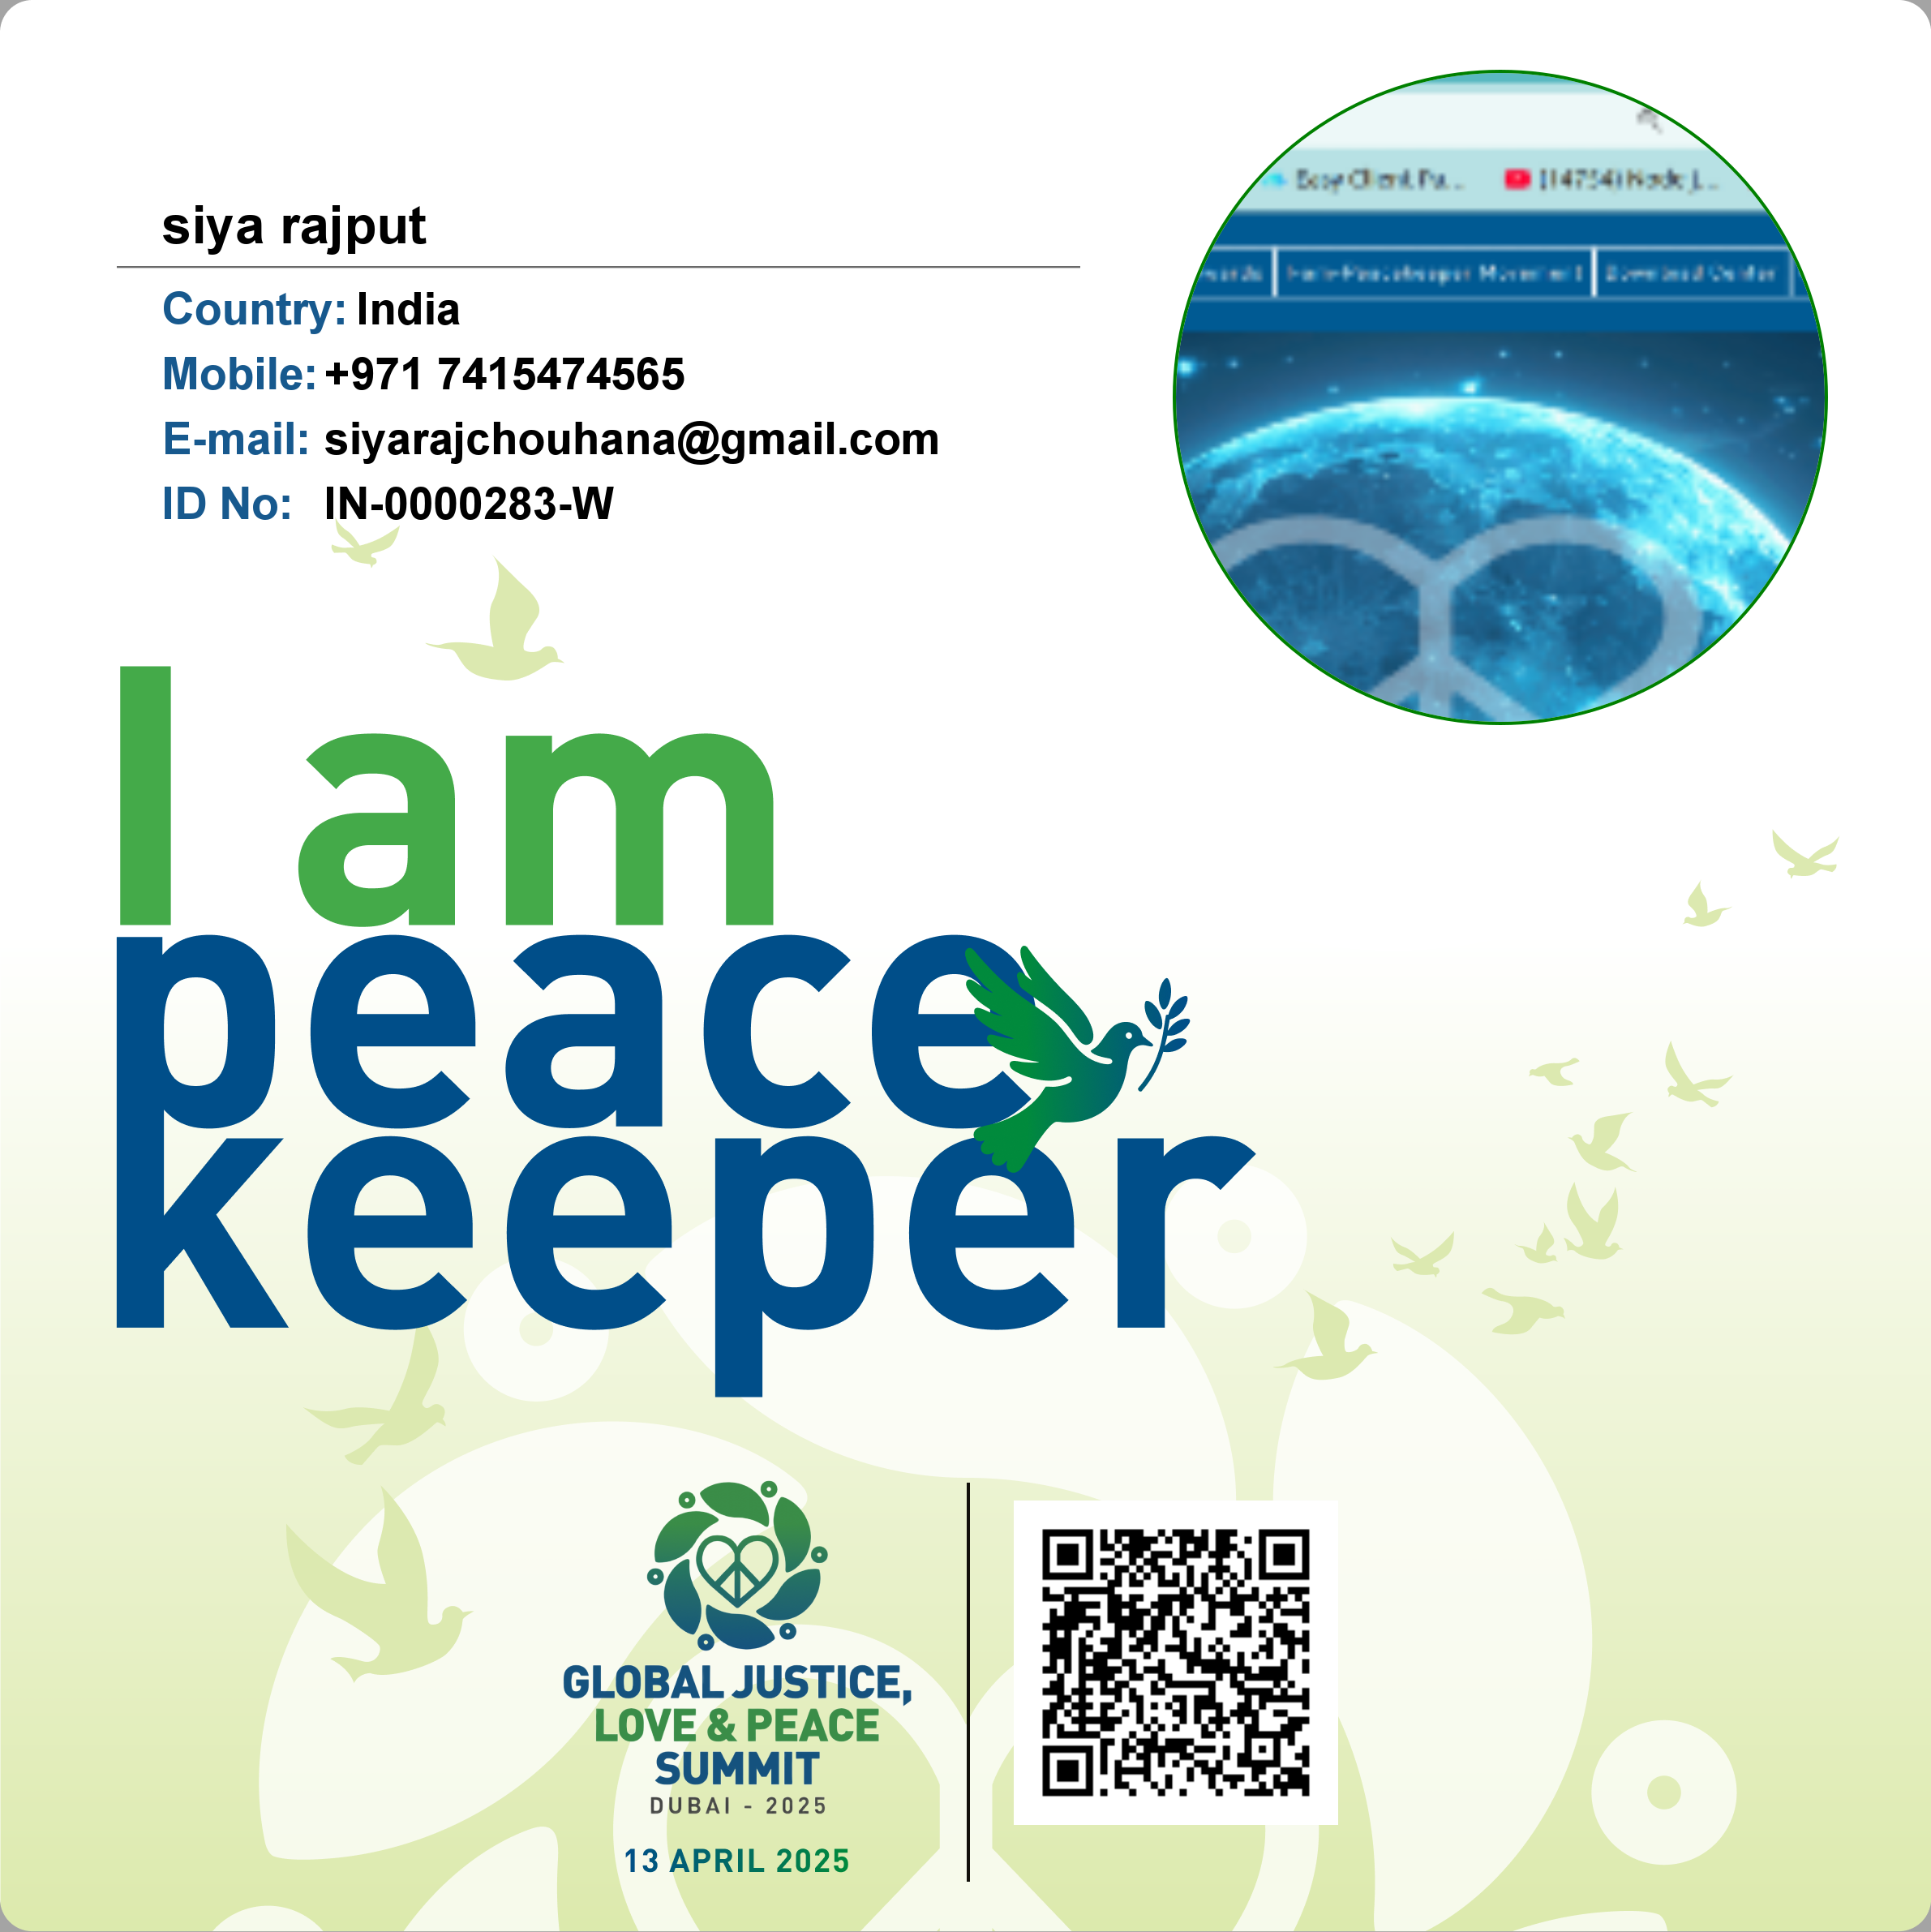 siya rajput
Country: India
Mobile: +971 7415474565
E-mail: siyarajchouhana@gmail.com
ID No: IN-0000283-W
I am
peace
keeper
GLOBAL JUSTICE,
LOVE & PEACE
SUMMIT
DUBAI - 2025
13 APRIL 2025